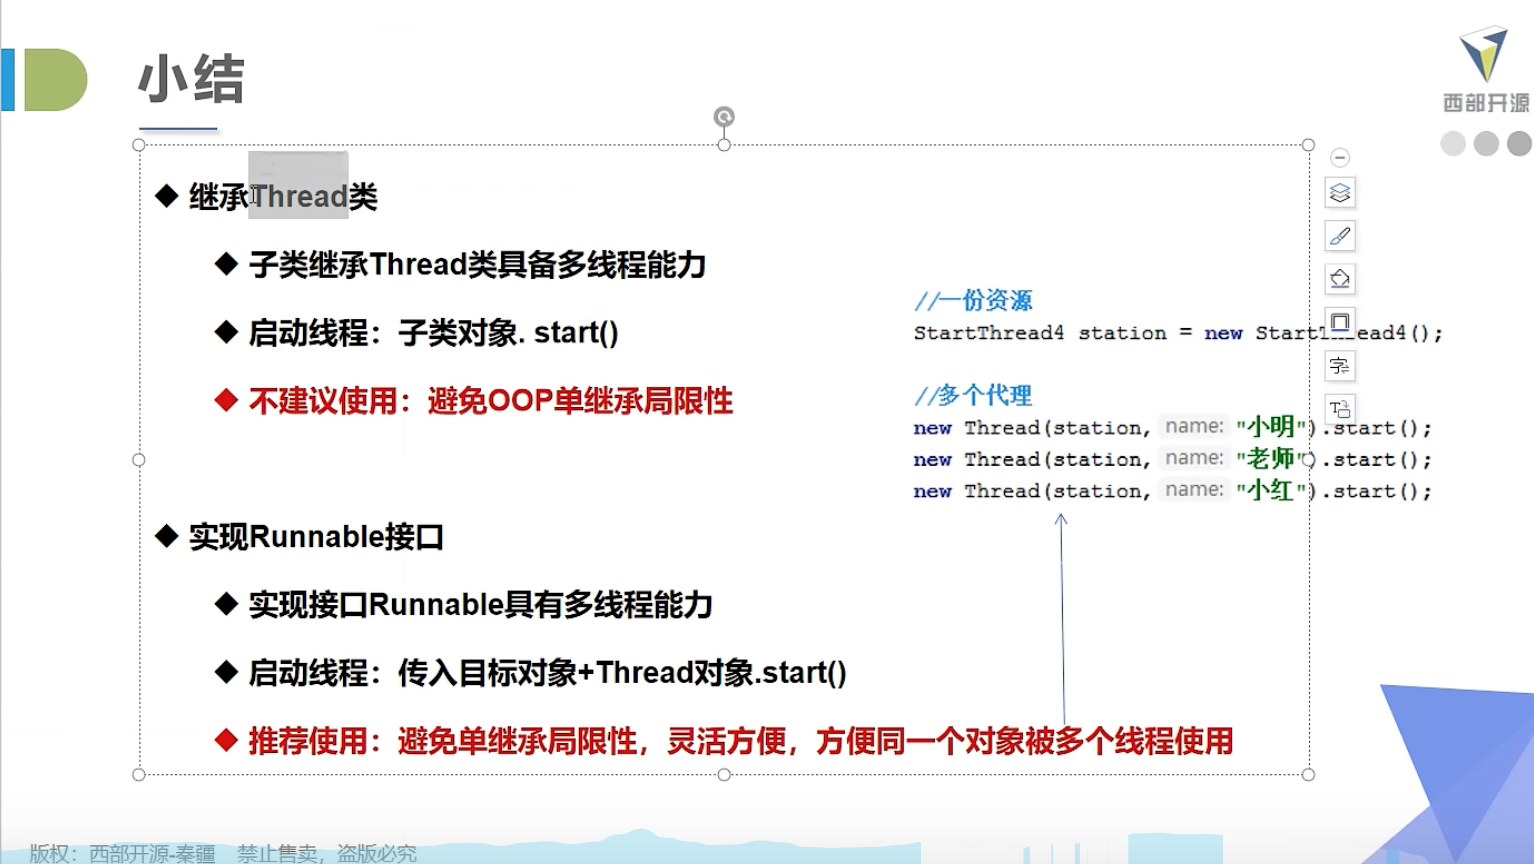 小结
西部开源
继承Thread类
子类继承Thread类具备多线程能力
启动线程：子类对象. start()
不建议使用：避免OOP单继承局限性
//一份资源
StartThread4 station = new StartThread4();
//多个代理
new Thread(station, name: "小明").start();
new Thread(station, name: "老师").start();
new Thread(station, name: "小红").start();
实现Runnable接口
实现接口Runnable具有多线程能力
启动线程：传入目标对象+Thread对象.start()
推荐使用：避免单继承局限性，灵活方便，方便同一个对象被多个线程使用
版权：西部开源-秦疆 禁止售卖，盗版必究